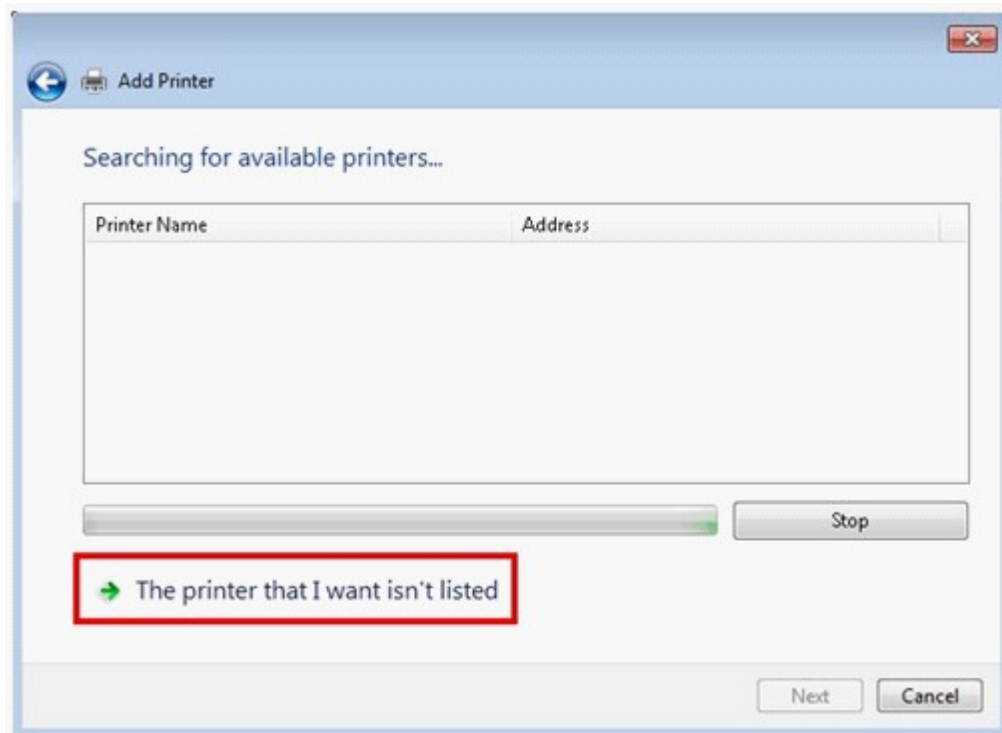 Add Printer
Searching for available printers...
Printer Name Address
Stop
The printer that I want isn't listed
Next Cancel